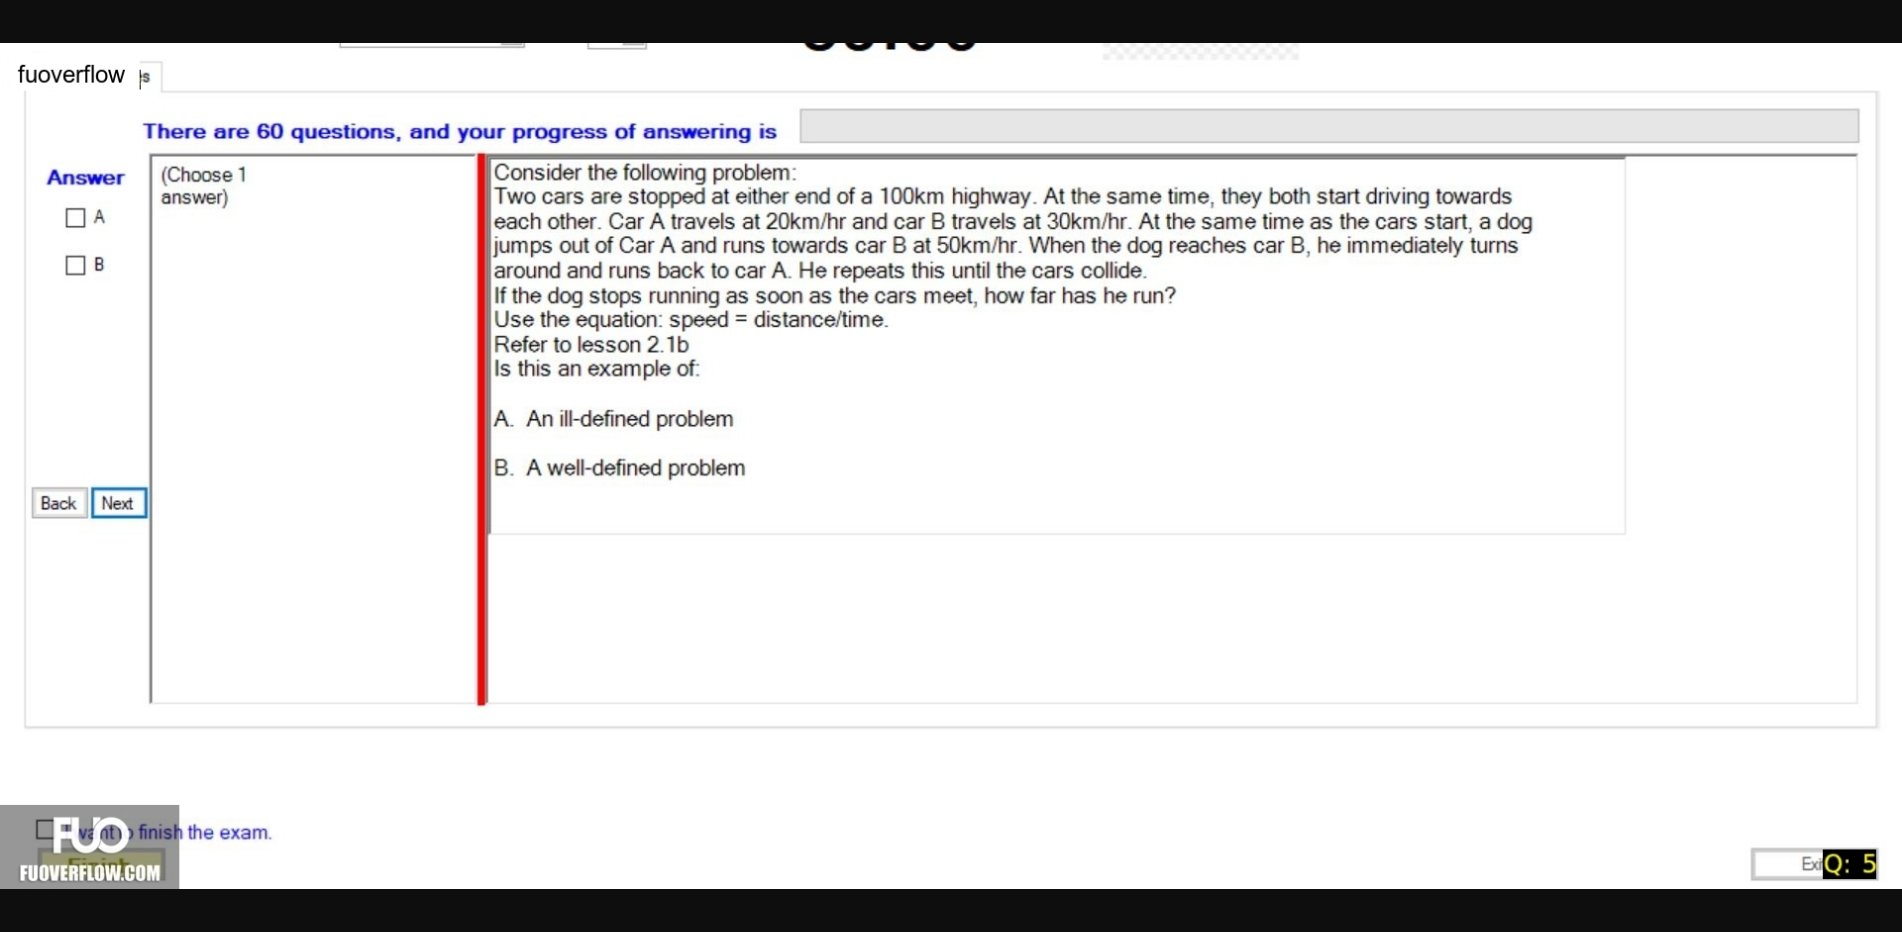 fuoverflow
There are 60 questions, and your progress of answering is
Answer
A
B
(Choose 1
answer)
Consider the following problem:
Two cars are stopped at either end of a 100km highway. At the same time, they both start driving towards
each other. Car A travels at 20km/hr and car B travels at 30km/hr. At the same time as the cars start, a dog
jumps out of Car A and runs towards car B at 50km/hr. When the dog reaches car B, he immediately turns
around and runs back to car A. He repeats this until the cars collide.
If the dog stops running as soon as the cars meet, how far has he run?
Use the equation: speed = distance/time.
Refer to lesson 2.1b
Is this an example of:
A. An ill-defined problem
B. A well-defined problem
Back Next
FUO
want to finish the exam.
FUOVERFLOW.COM
Q: 5